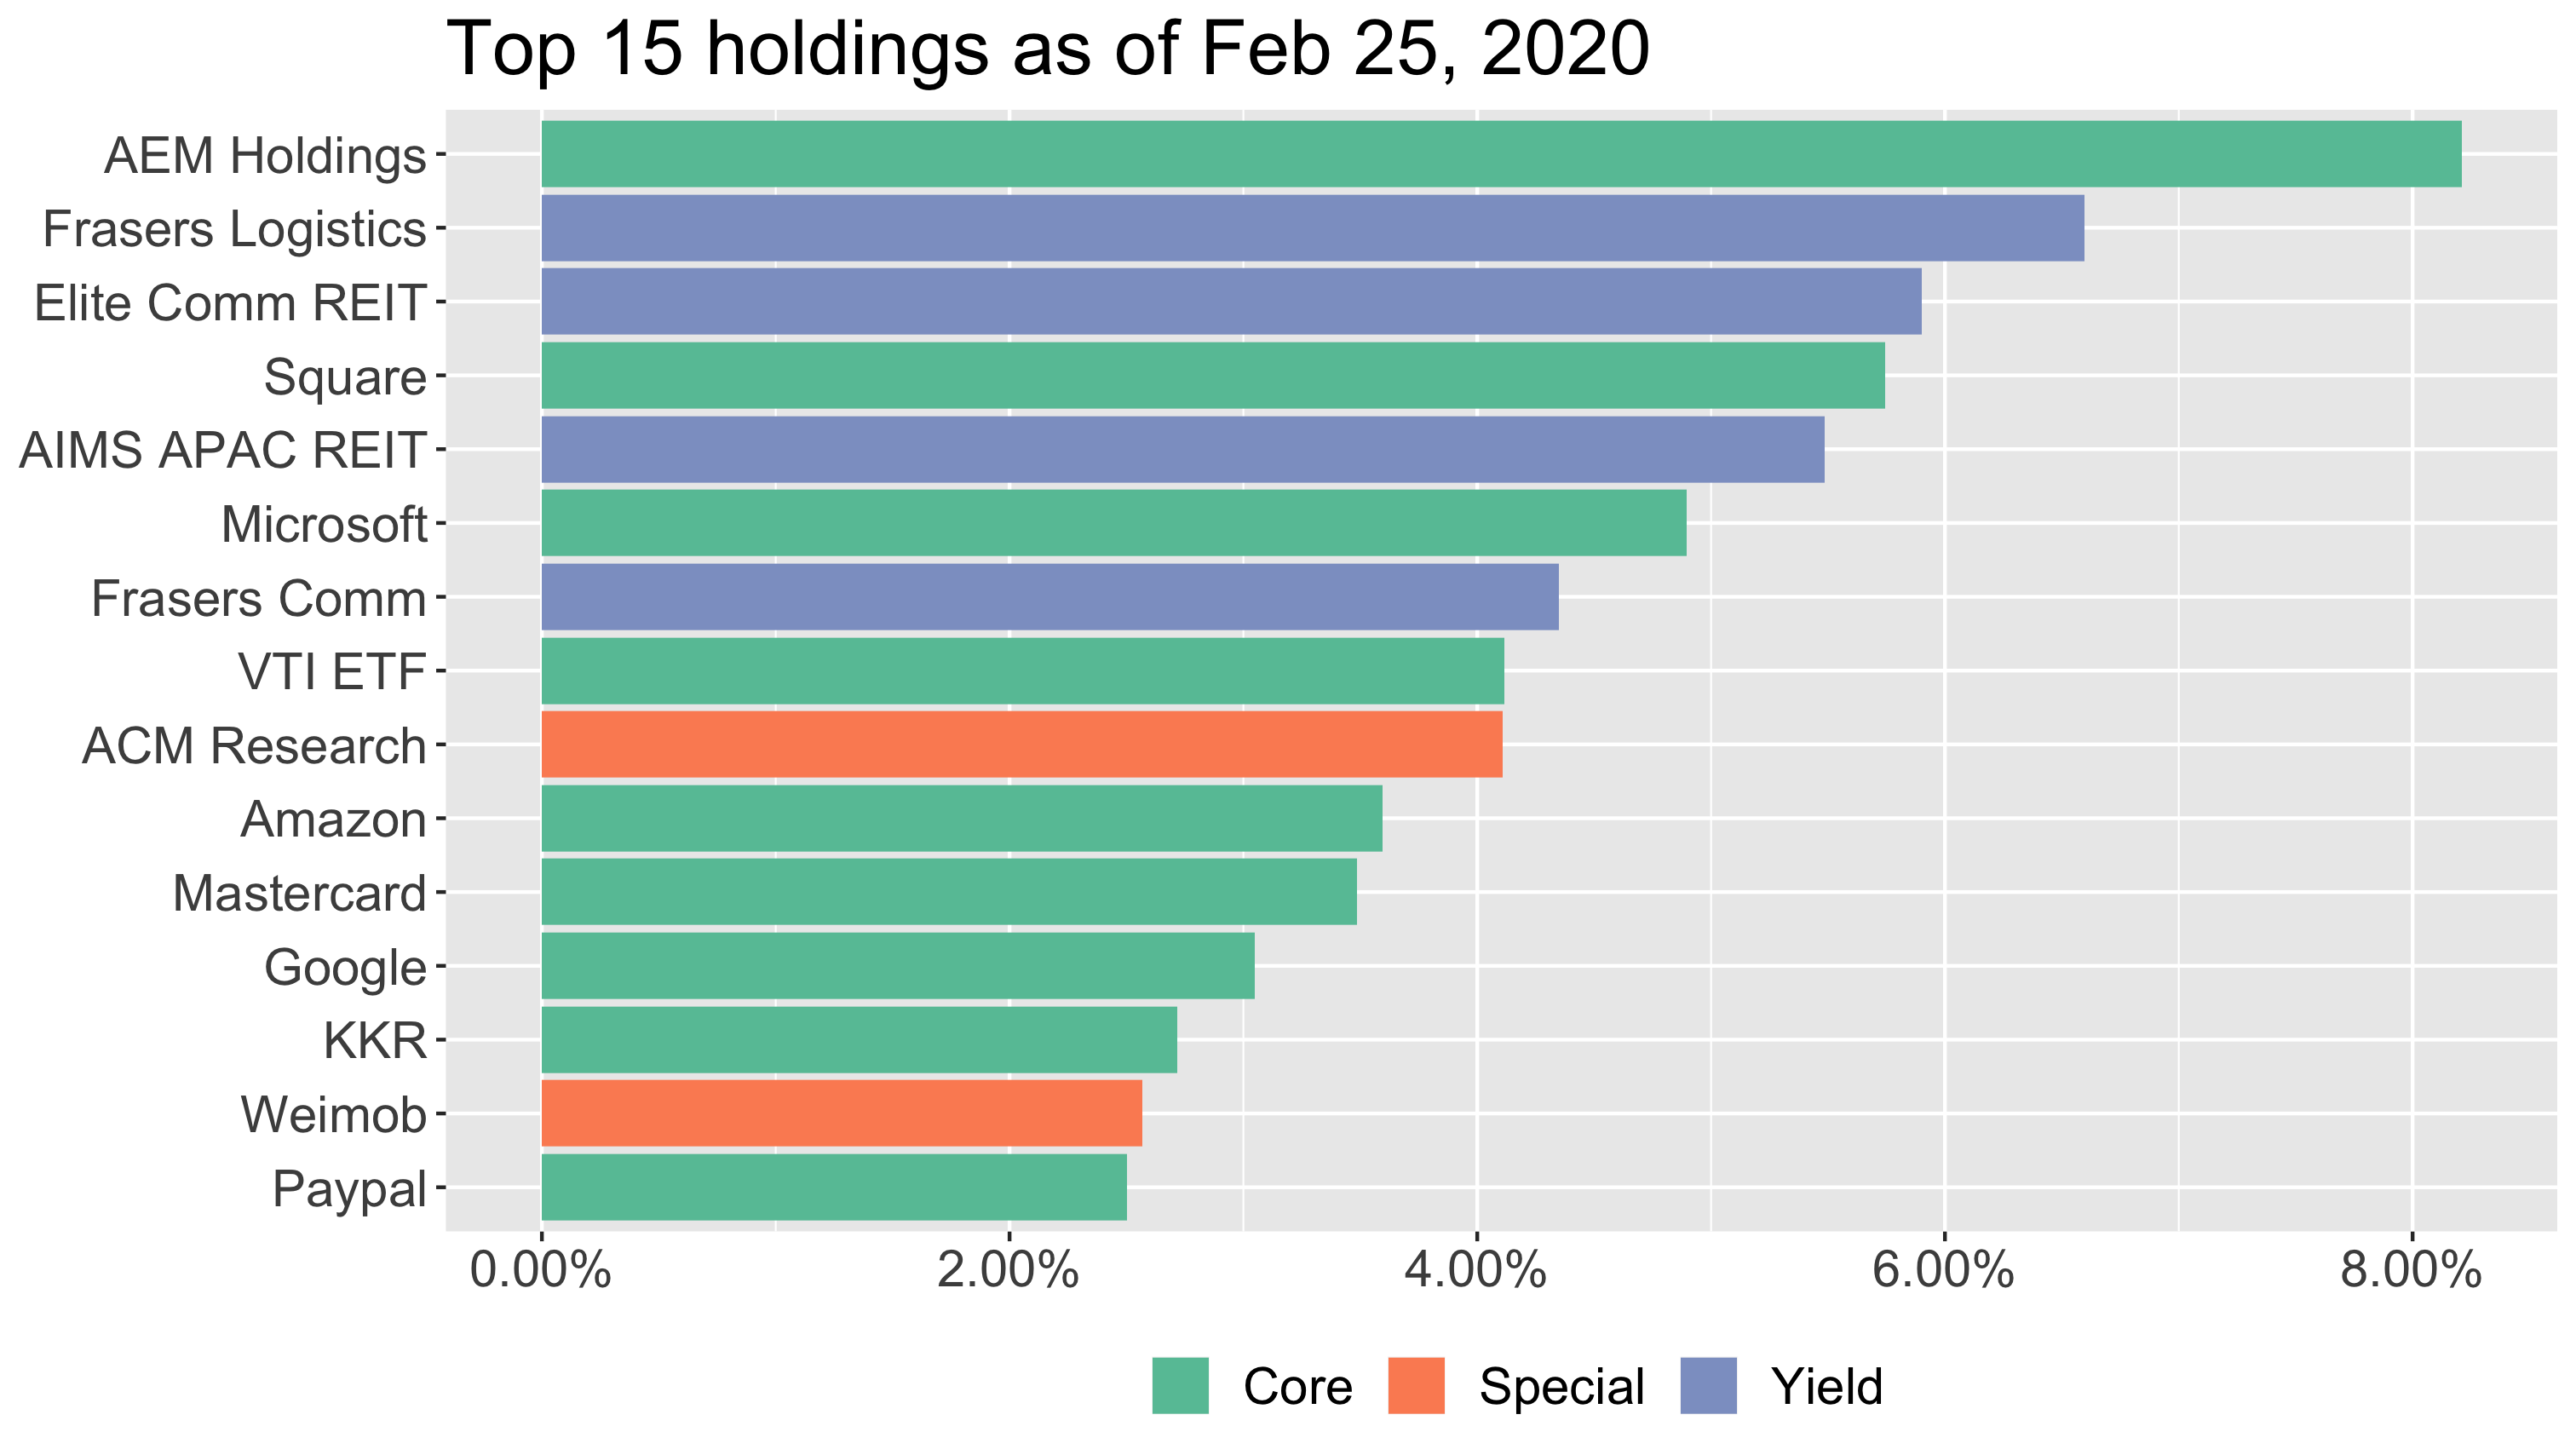 Top 15 holdings as of Feb 25, 2020
AEM Holdings
Frasers Logistics
Elite Comm REIT
Square
AIMS APAC REIT
Microsoft
Frasers Comm
VTI ETF
ACM Research
Amazon
Mastercard
Google
KKR
Weimob
Paypal
0.00% 2.00% 4.00% 6.00% 8.00%
Core Special Yield